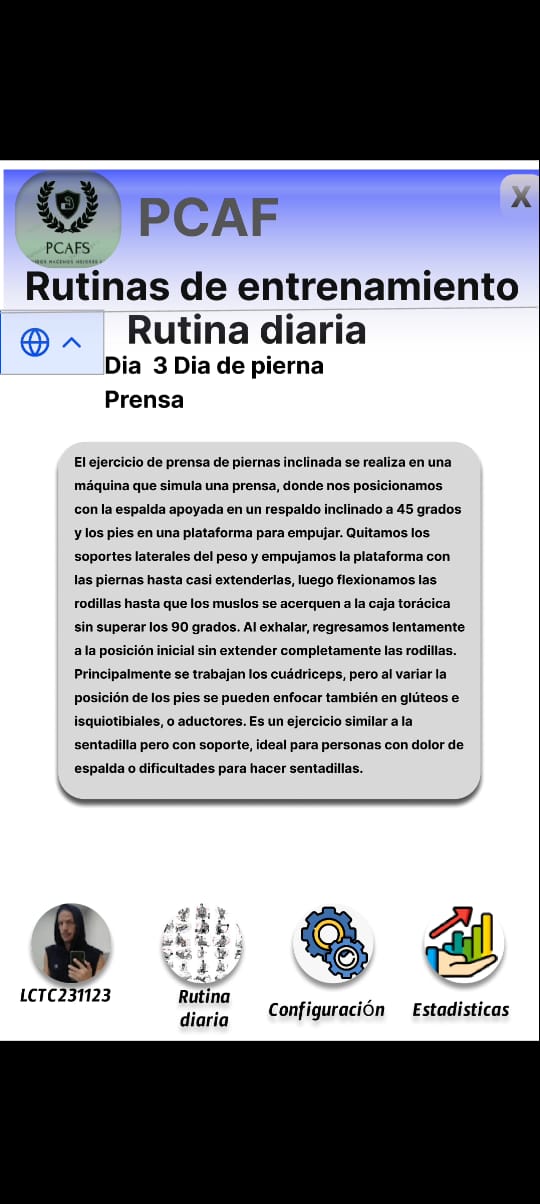 PCAFS
PCAF
X
Rutinas de entrenamiento
Rutina diaria
Dia 3 Dia de pierna
Prensa
El ejercicio de prensa de piernas inclinada se realiza en una
máquina que simula una prensa, donde nos posicionamos
con la espalda apoyada en un respaldo inclinado a 45 grados
y los pies en una plataforma para empujar. Quitamos los
soportes laterales del peso y empujamos la plataforma con
las piernas hasta casi extenderlas, luego flexionamos las
rodillas hasta que los muslos se acerquen a la caja torácica
sin superar los 90 grados. Al exhalar, regresamos lentamente
a la posición inicial sin extender completamente las rodillas.
Principalmente se trabajan los cuádriceps, pero al variar la
posición de los pies se pueden enfocar también en glúteos e
isquiotibiales, o aductores. Es un ejercicio similar a la
sentadilla pero con soporte, ideal para personas con dolor de
espalda o dificultades para hacer sentadillas.
LCTC231123
Rutina
diaria
Configuración
Estadisticas